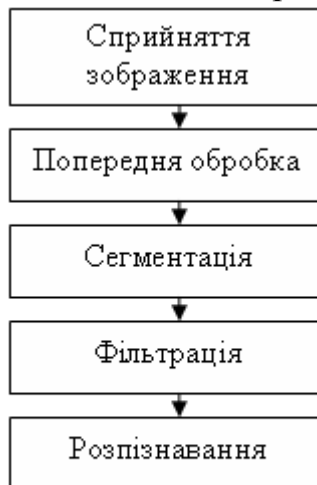 Сприйняття
зображення
Попередня обробка
Сегментація
Фільтрація
Розпізнавання